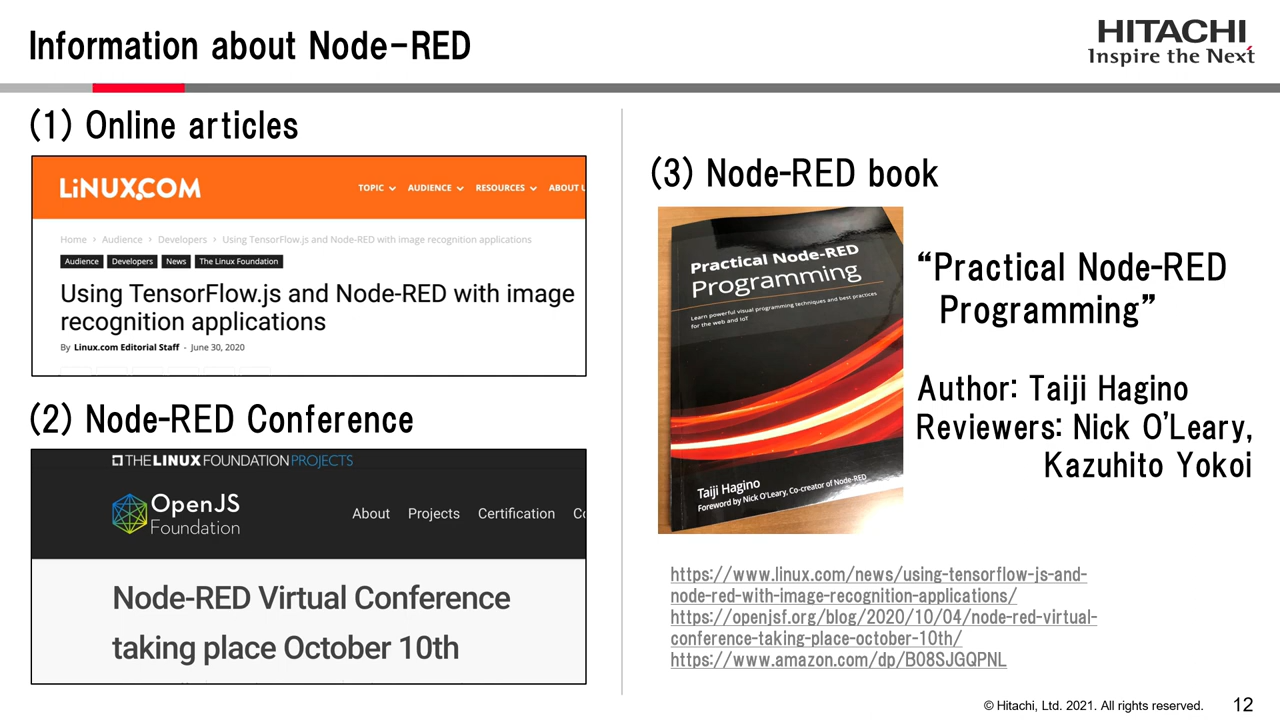 Information about Node-RED
HITACHI
Inspire the Next
(1) Online articles
LiNUX.COM
TOPIC AUDIENCE RESOURCES ABOUT U
Home > Audience > Developers > Using TensorFlow.js and Node-RED with image recognition applications
Audience Developers News The Linux Foundation
Using TensorFlow.js and Node-RED with image
recognition applications
By Linux.com Editorial Staff - June 30, 2020
(2) Node-RED Conference
THE LINUX FOUNDATION PROJECTS
OpenJS
Foundation
About Projects Certification Co
Node-RED Virtual Conference
taking place October 10th
(3) Node-RED book
Practical Node-RED
Programming
Learn powerful visual programming techniques and best practices
for the web and IoT
Taiji Hagino
Foreword by Nick O'Leary, Co-creator of Node-RED
“Practical Node-RED
Programming”
Author: Taiji Hagino
Reviewers: Nick O'Leary,
Kazuhito Yokoi
https://www.linux.com/news/using-tensorflow-js-and-
node-red-with-image-recognition-applications/
https://openjsf.org/blog/2020/10/04/node-red-virtual-
conference-taking-place-october-10th/
https://www.amazon.com/dp/B08SJGQPNL
© Hitachi, Ltd. 2021. All rights reserved. 12